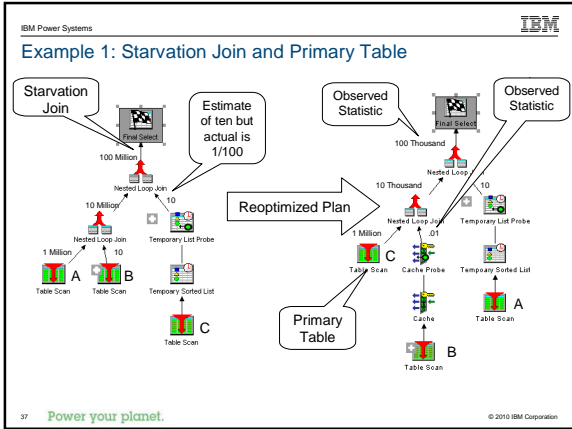 IBM Power Systems
IBM
Example 1: Starvation Join and Primary Table
Starvation
Join
Final Select
Estimate
of ten but
actual is
1/100
100 Million
Nested Loop Join
10 Million
10
Nested Loop Join
Temporary List Probe
1 Million
10
Table Scan
A
Table Scan
B
Tempoary Sorted List
Table Scan
C
Reoptimized Plan
Observed
Statistic
Observed
Statistic
Final Select
100 Thousand
Nested Loop Join
10 Thousand
10
Nested Loop Join
Temporary List Probe
1 Million
.01
Table Scan
C
Cache Probe
Tempoary Sorted List
Primary
Table
Cache
Table Scan
A
Table Scan
B
37
Power your planet.
© 2010 IBM Corporation